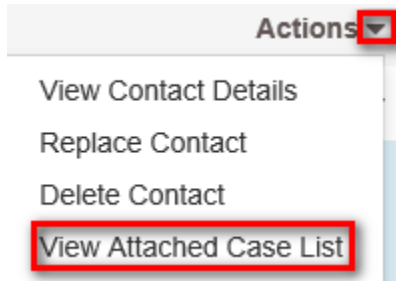 Actions
View Contact Details
Replace Contact
Delete Contact
View Attached Case List